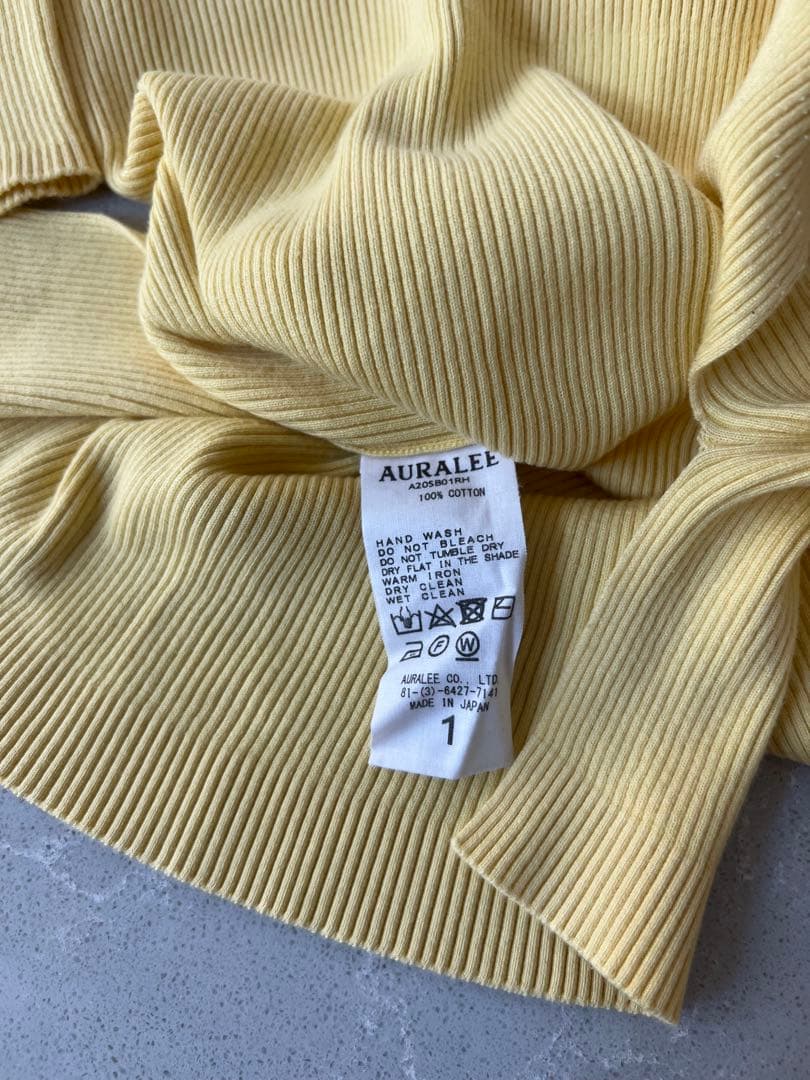 AURALEE
A20SB01RH
100% COTTON
HAND WASH
DO NOT BLEACH
DO NOT TUMBLE DRY
DRY FLAT IN THE SHADE
WARM IRON
DRY CLEAN
WET CLEAN
F W
AURALEE CO., LTD
81-(3)-6427-7141
MADE IN JAPAN
1